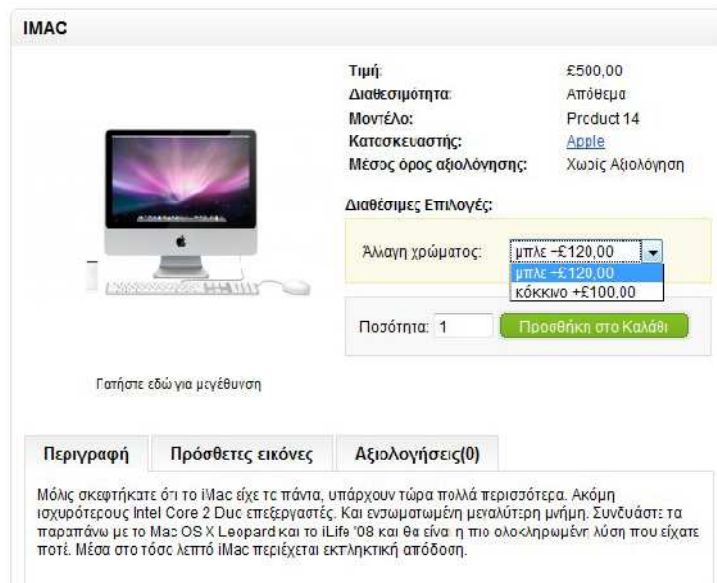 IMAC
Τιμή: £500,00
Διαθεσιμότητα: Απόθεμα
Μοντέλο: Product 14
Κατασκευαστής: Apple
Μέσος όρος αξιολόγησης: Χωρίς Αξιολόγηση
Διαθέσιμες Επιλογές:
Άλλαγη χρώματος: μπλε +£120,00
μπλε +£120,00
κόκκινο +£100,00
Ποσότητα: 1 Προσθήκη στο Καλάθι
Πατήστε εδώ για μεγέθυνση
Περιγραφή Πρόσθετες εικόνες Αξιολογήσεις(0)
Μόλις σκεφτήκατε ότι το iMac είχε τα πάντα, υπάρχουν τώρα πολλά περισσότερα. Ακόμη
ισχυρότερους Intel Core 2 Duo επεξεργαστές. Και ενσωματωμένη μεγαλύτερη μνήμη. Συνδυάστε τα
παραπάνω με το Mac OS X Leopard και το iLife '08 και θα είναι η πιο ολοκληρωμένη λύση που είχατε
ποτέ. Μέσα στο τόσο λεπτό iMac περιέχεται εκπληκτική απόδοση.